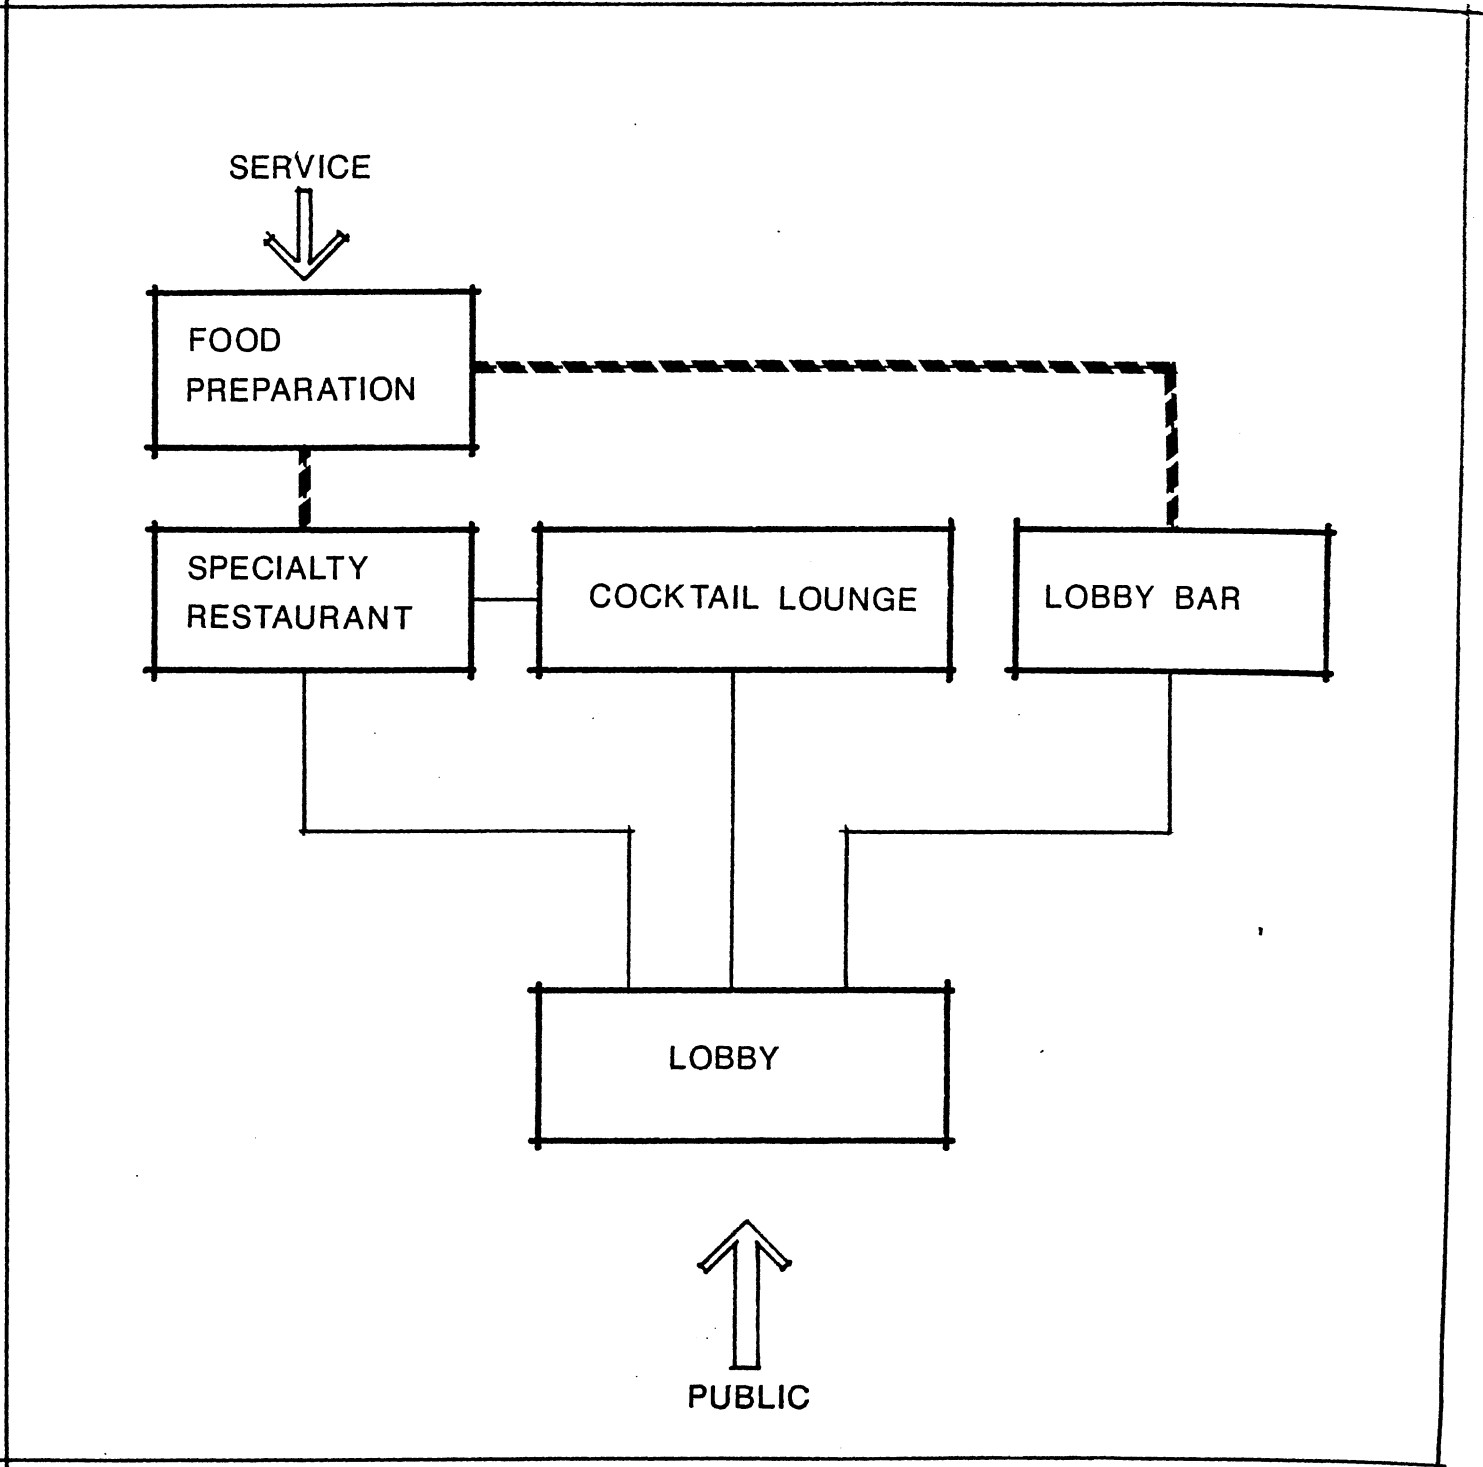 SERVICE
FOOD
PREPARATION
SPECIALTY
RESTAURANT
COCKTAIL LOUNGE
LOBBY BAR
LOBBY
PUBLIC